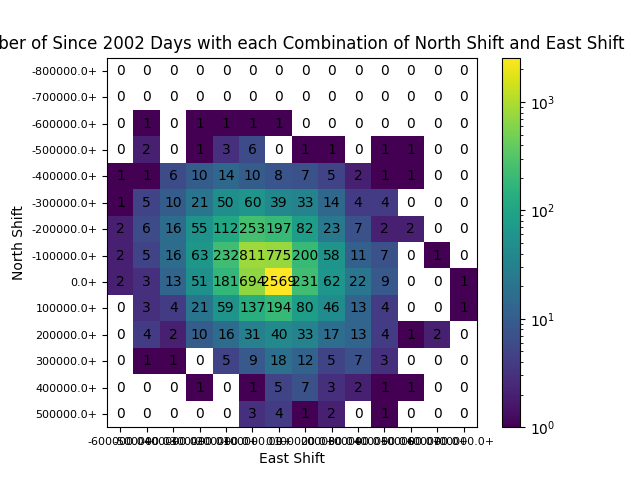 ber of Since 2002 Days with each Combination of North Shift and East Shift
-800000.0+ 0 0 0 0 0 0 0 0 0 0 0 0 0 0
-700000.0+ 0 0 0 0 0 0 0 0 0 0 0 0 0 0
-600000.0+ 0 1 0 1 1 1 1 0 0 0 0 0 0 0
-500000.0+ 0 2 0 1 3 6 0 1 1 0 1 1 0 0
-400000.0+ 1 1 6 10 14 10 8 7 5 2 1 1 0 0
-300000.0+ 1 5 10 21 50 60 39 33 14 4 4 0 0 0
-200000.0+ 2 6 16 55 112 253 197 82 23 7 2 2 0 0
-100000.0+ 2 5 16 63 232 811 775 200 58 11 7 0 1 0
0.0+ 2 3 13 51 181 694 2569 231 62 22 9 0 0 1
100000.0+ 0 3 4 21 59 137 194 80 46 13 4 0 0 1
200000.0+ 0 4 2 10 16 31 40 33 17 13 4 1 2 0
300000.0+ 0 1 1 0 5 9 18 12 5 7 3 0 0 0
400000.0+ 0 0 0 1 0 1 5 7 3 2 1 1 0 0
500000.0+ 0 0 0 0 0 3 4 1 2 0 1 0 0 0
North Shift
East Shift
10³
10²
10¹
10⁰